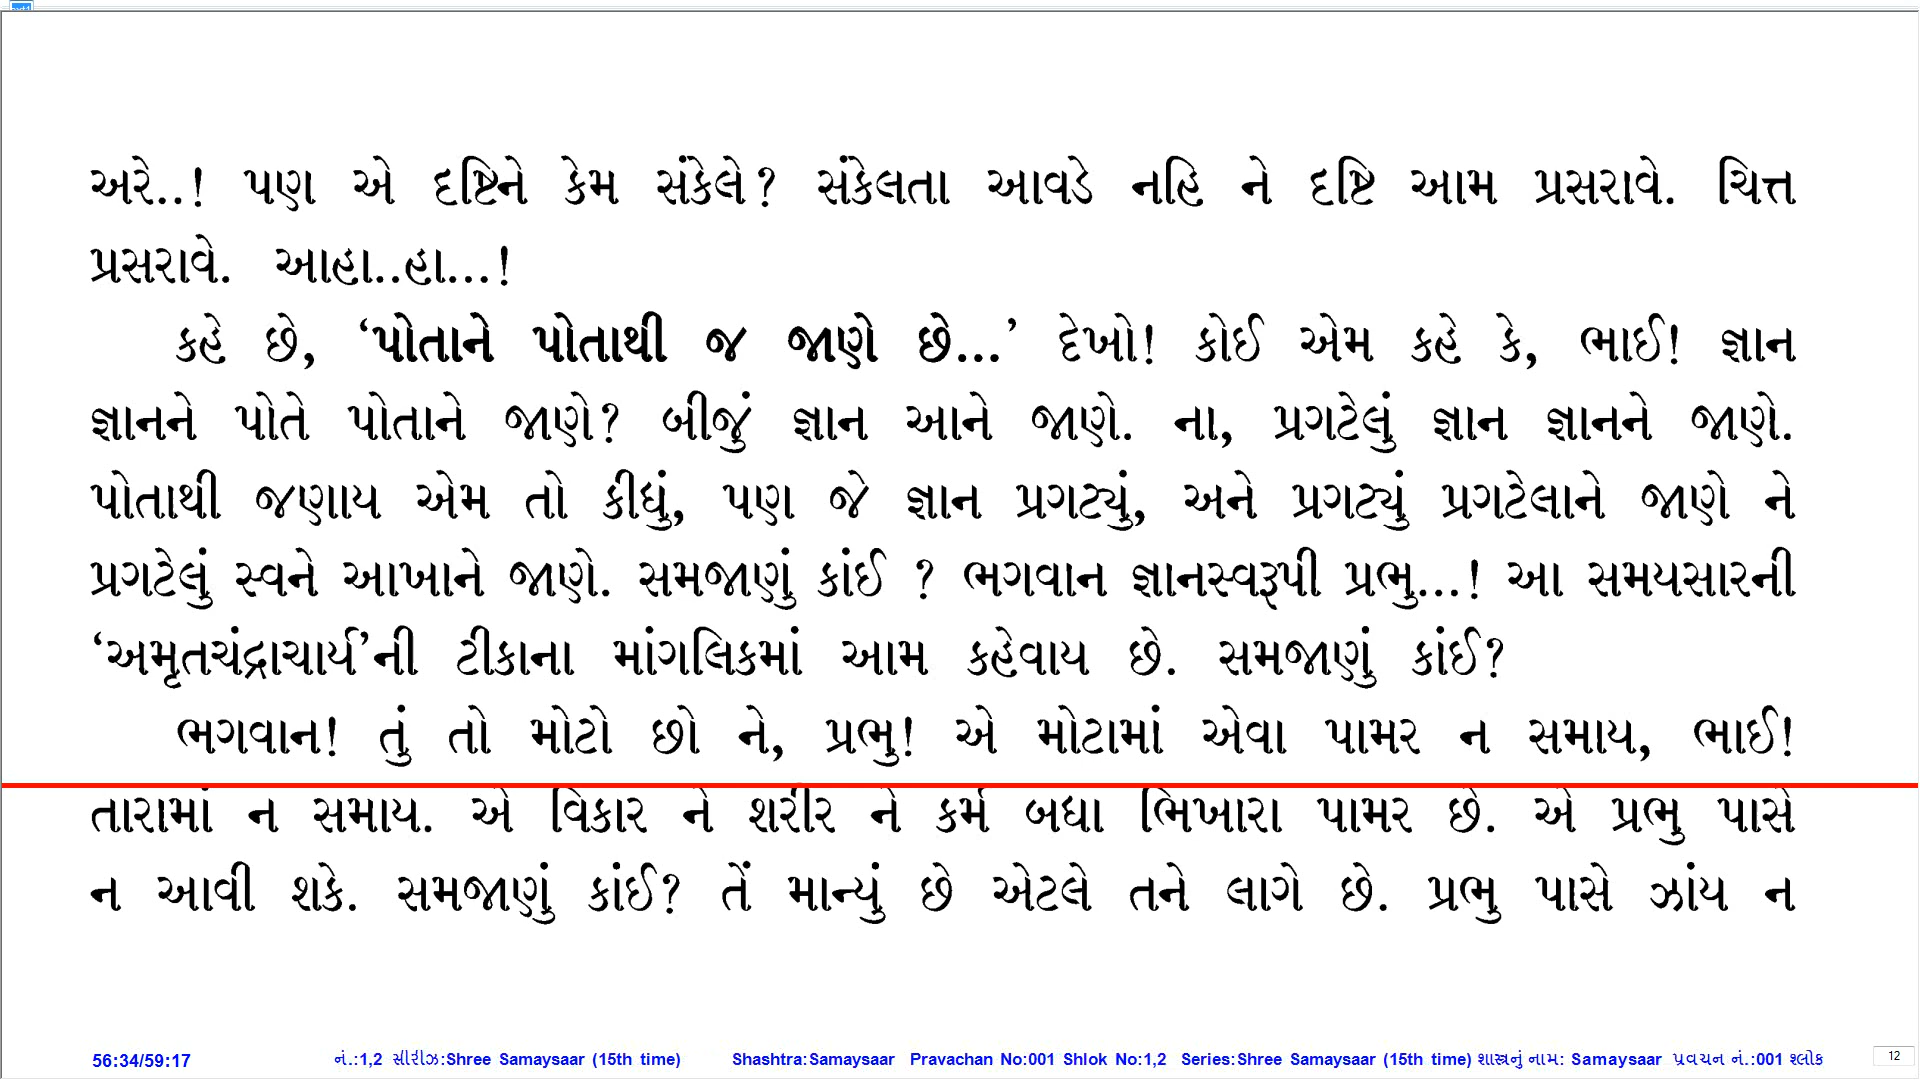 અરે..! પણ એ દૃષ્ટિને કેમ સંકેલે? સંકેલતા આવડે નહિ ને દૃષ્ટિ આમ પ્રસરાવે. ચિત્ત
પ્રસરાવે. આહા..હા...!
કહે છે, ‘પોતાને પોતાથી જ જાણે છે...’ દેખો! કોઈ એમ કહે કે, ભાઈ! જ્ઞાન
જ્ઞાનને પોતે પોતાને જાણે? બીજું જ્ઞાન આને જાણે. ના, પ્રગટેલું જ્ઞાન જ્ઞાનને જાણે.
પોતાથી જણાય એમ તો કીધું, પણ જે જ્ઞાન પ્રગટ્યું, અને પ્રગટ્યું પ્રગટેલાને જાણે ને
પ્રગટેલું સ્વને આખાને જાણે. સમજાણું કાંઈ ? ભગવાન જ્ઞાનસ્વરૂપી પ્રભુ...! આ સમયસારની
‘અમૃતચંદ્રાચાર્ય’ની ટીકાના માંગલિકમાં આમ કહેવાય છે. સમજાણું કાંઈ?
ભગવાન! તું તો મોટો છો ને, પ્રભુ! એ મોટામાં એવા પામર ન સમાય, ભાઈ!
તારામાં ન સમાય. એ વિકાર ને શરીર ને કર્મ બધા ભિખારા પામર છે. એ પ્રભુ પાસે
ન આવી શકે. સમજાણું કાંઈ? તેં માન્યું છે એટલે તને લાગે છે. પ્રભુ પાસે ઝાંય ન
56:34/59:17 નં.:1,2 સીરીઝ:Shree Samaysaar (15th time) Shashtra:Samaysaar Pravachan No:001 Shlok No:1,2 Series:Shree Samaysaar (15th time) શાસ્ત્રનું નામ: Samaysaar પ્રવચન નં.:001 શ્લોક 12